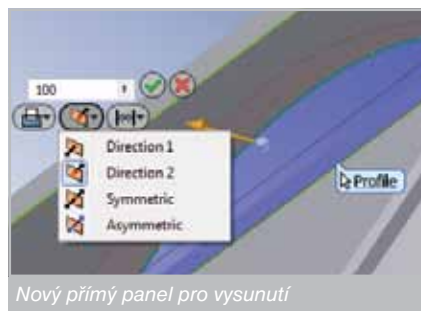 100
Direction 1
Direction 2
Symmetric
Asymmetric
Profile
Nový přímý panel pro vysunutí